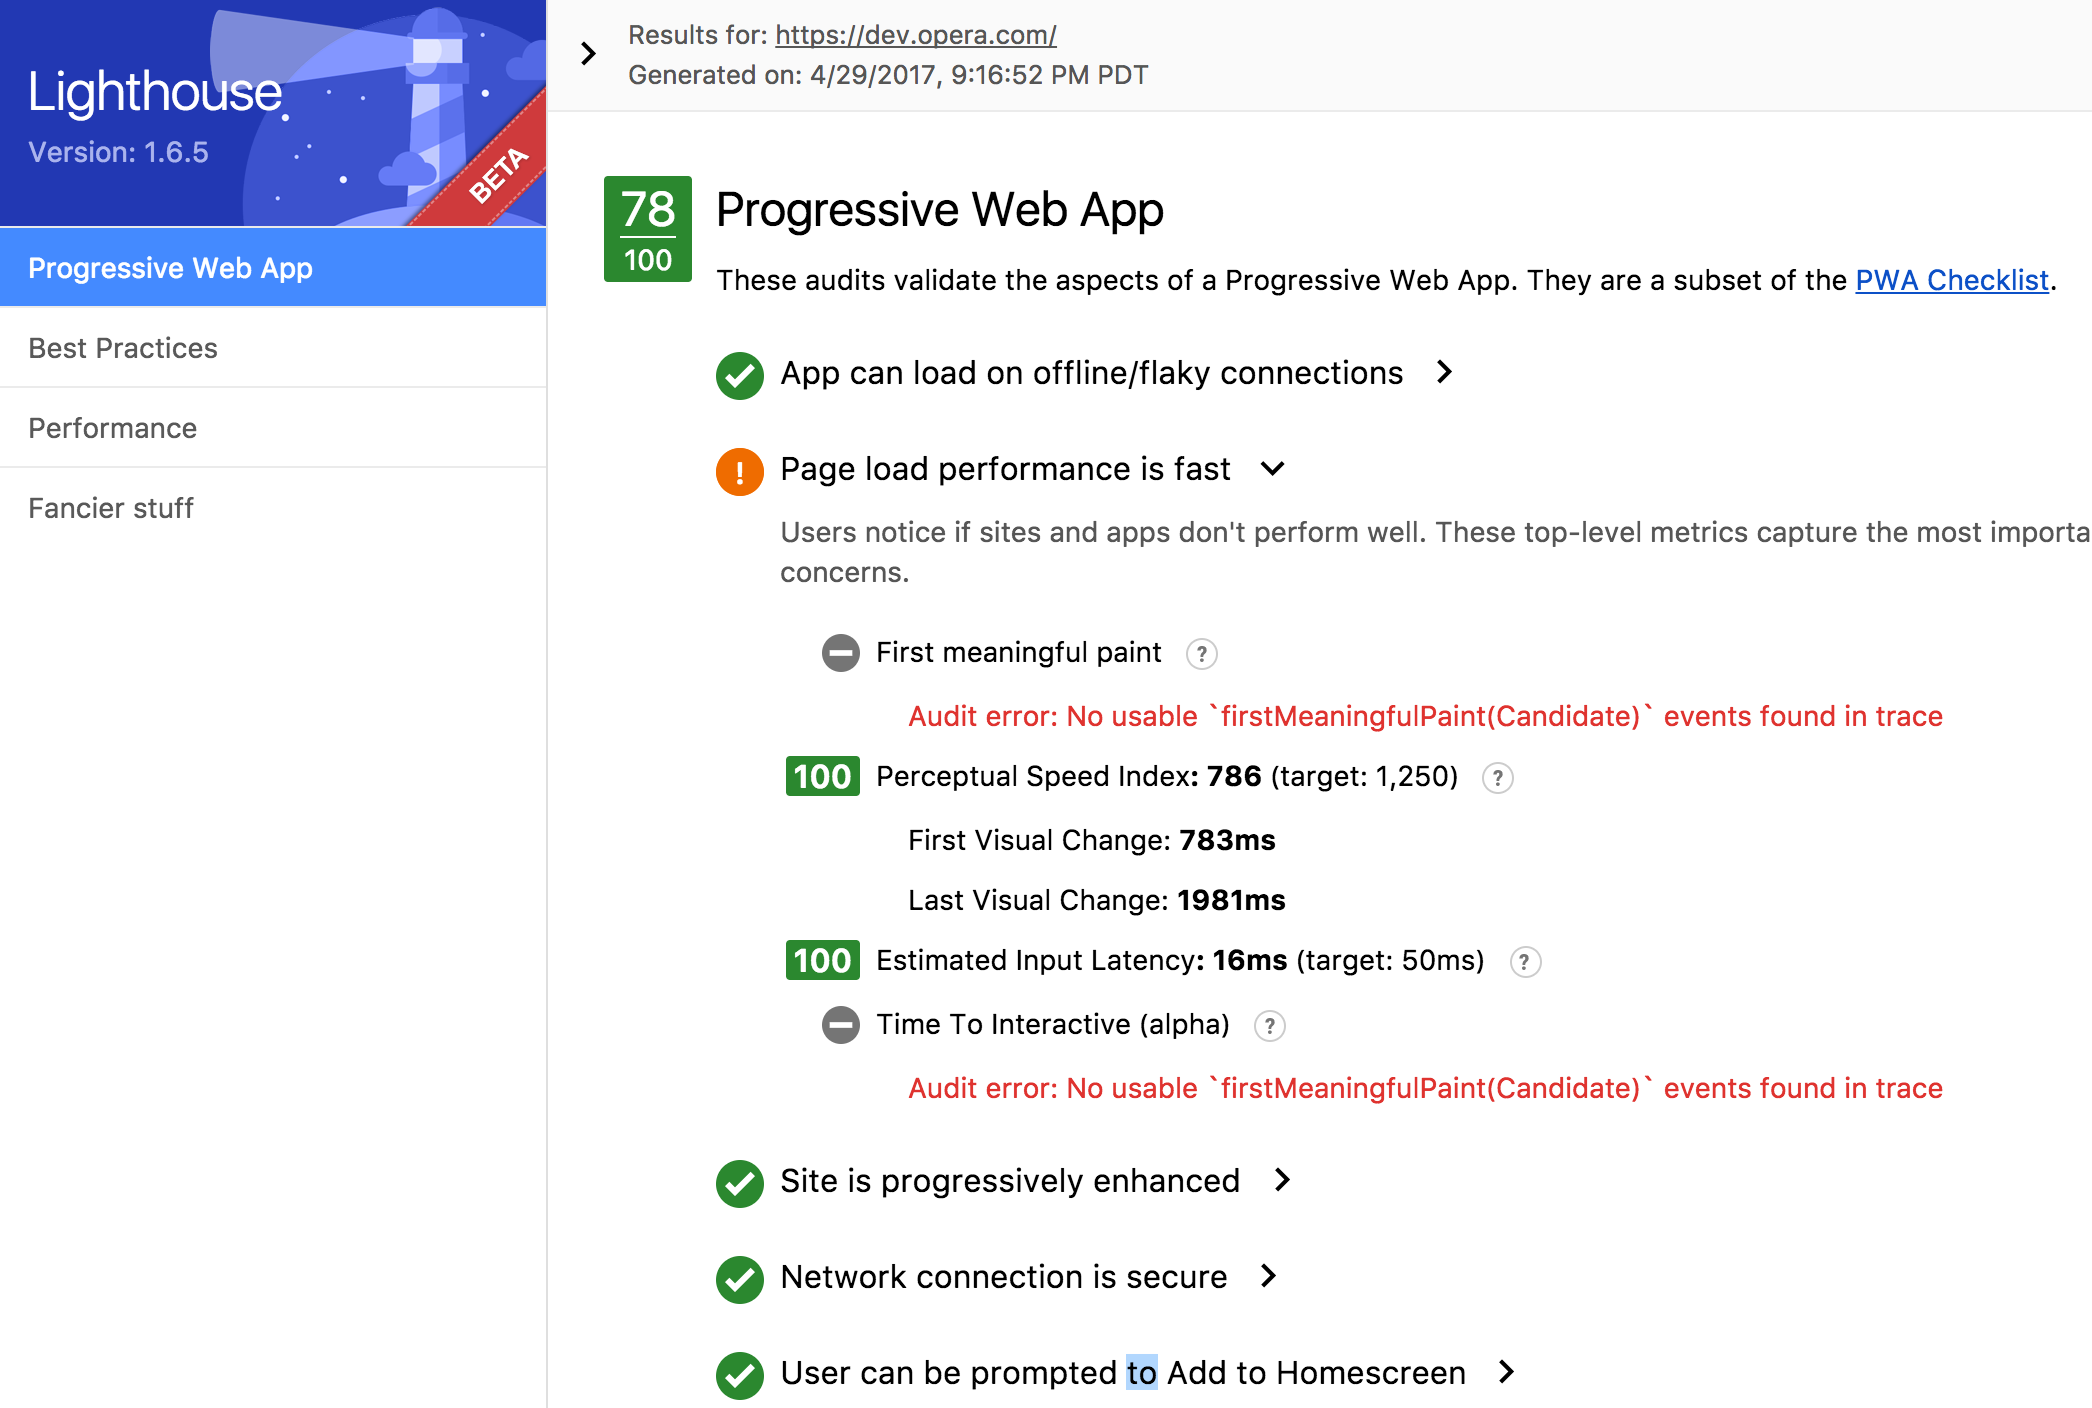 Lighthouse
Version: 1.6.5
BETA
Progressive Web App
Best Practices
Performance
Fancier stuff
Results for: https://dev.opera.com/
Generated on: 4/29/2017, 9:16:52 PM PDT
78
100
Progressive Web App
These audits validate the aspects of a Progressive Web App. They are a subset of the PWA Checklist.
App can load on offline/flaky connections
! Page load performance is fast
Users notice if sites and apps don't perform well. These top-level metrics capture the most importa
concerns.
First meaningful paint ?
Audit error: No usable `firstMeaningfulPaint(Candidate)` events found in trace
100 Perceptual Speed Index: 786 (target: 1,250) ?
First Visual Change: 783ms
Last Visual Change: 1981ms
100 Estimated Input Latency: 16ms (target: 50ms) ?
Time To Interactive (alpha) ?
Audit error: No usable `firstMeaningfulPaint(Candidate)` events found in trace
Site is progressively enhanced
Network connection is secure
User can be prompted to Add to Homescreen